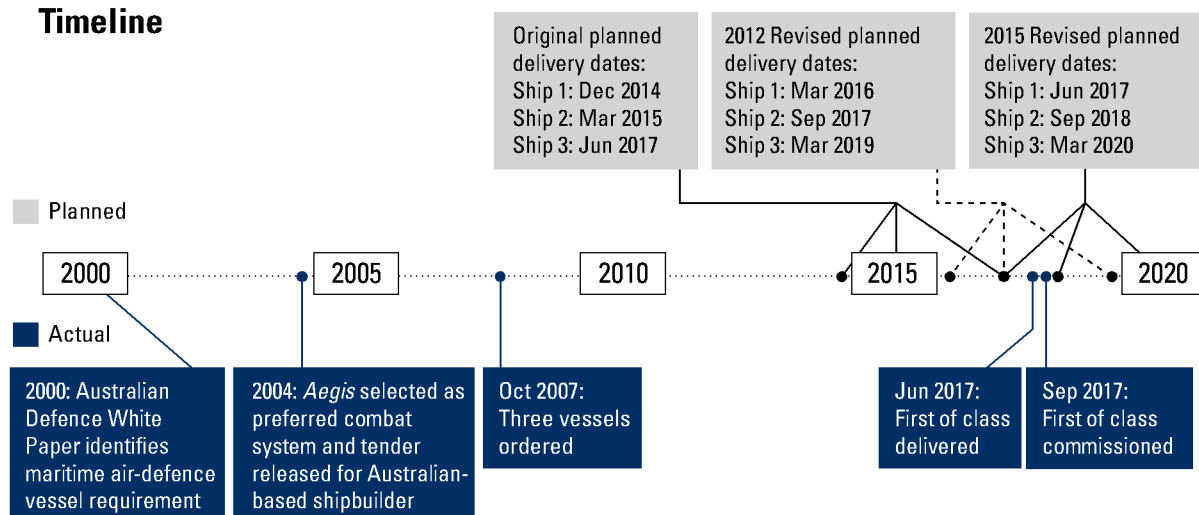 Timeline
Original planned
delivery dates:
Ship 1: Dec 2014
Ship 2: Mar 2015
Ship 3: Jun 2017
2012 Revised planned
delivery dates:
Ship 1: Mar 2016
Ship 2: Sep 2017
Ship 3: Mar 2019
2015 Revised planned
delivery dates:
Ship 1: Jun 2017
Ship 2: Sep 2018
Ship 3: Mar 2020
Planned
2000
2005
2010
2015
2020
Actual
2000: Australian
Defence White
Paper identifies
maritime air-defence
vessel requirement
2004: Aegis selected as
preferred combat
system and tender
released for Australian-
based shipbuilder
Oct 2007:
Three vessels
ordered
Jun 2017:
First of class
delivered
Sep 2017:
First of class
commissioned